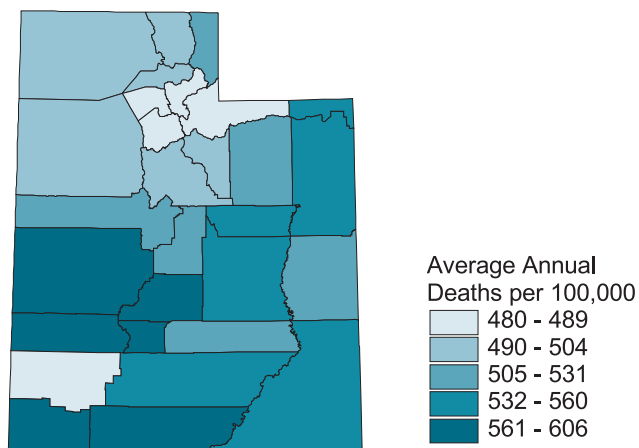 Average Annual
Deaths per 100,000
480 - 489
490 - 504
505 - 531
532 - 560
561 - 606